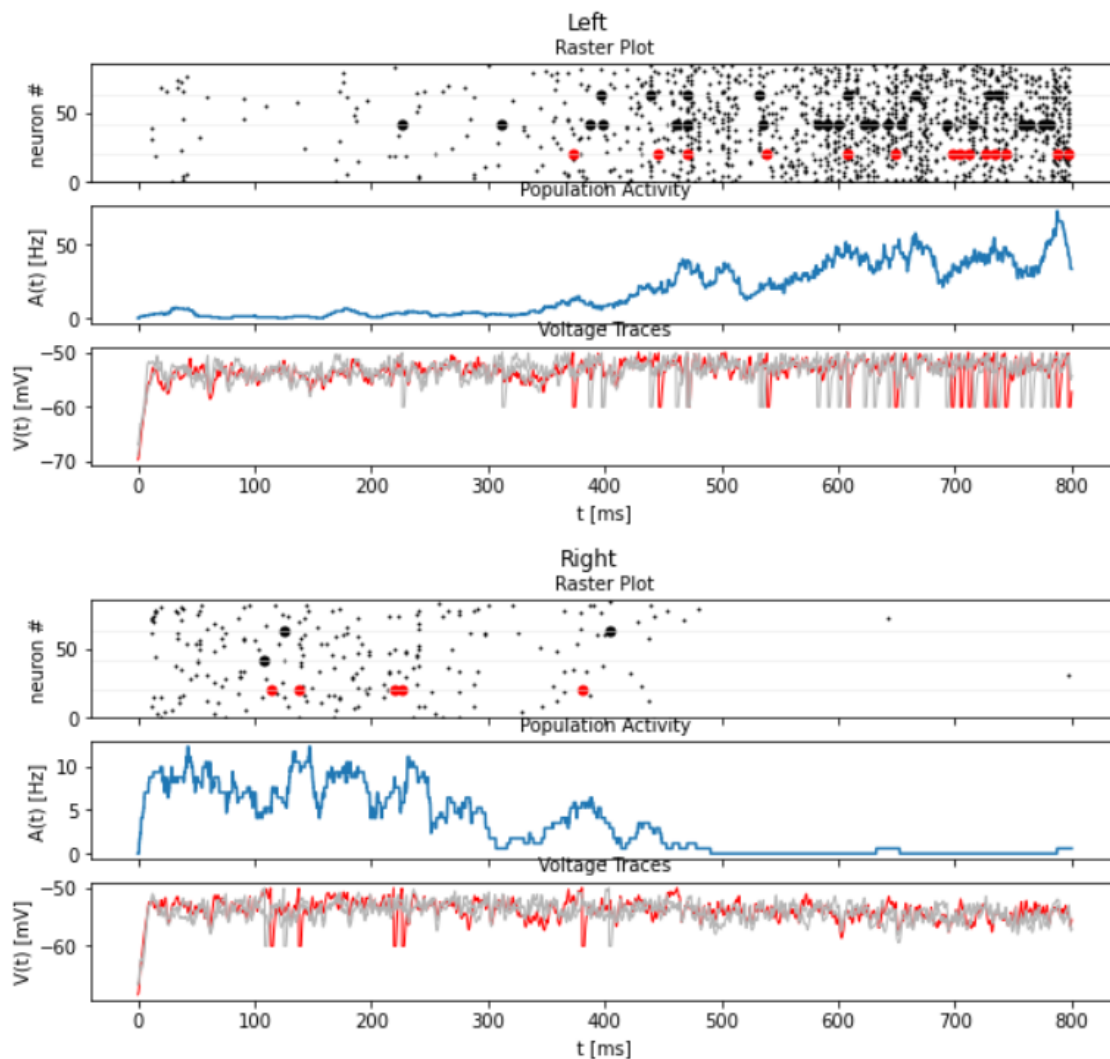 Left
Raster Plot
neuron #
50
0
Population Activity
A(t) [Hz]
50
0
Voltage Traces
V(t) [mV]
−50
−60
−70
0 100 200 300 400 500 600 700 800
t [ms]
Right
Raster Plot
neuron #
50
0
Population Activity
A(t) [Hz]
10
5
0
Voltage Traces
V(t) [mV]
−50
−60
0 100 200 300 400 500 600 700 800
t [ms]